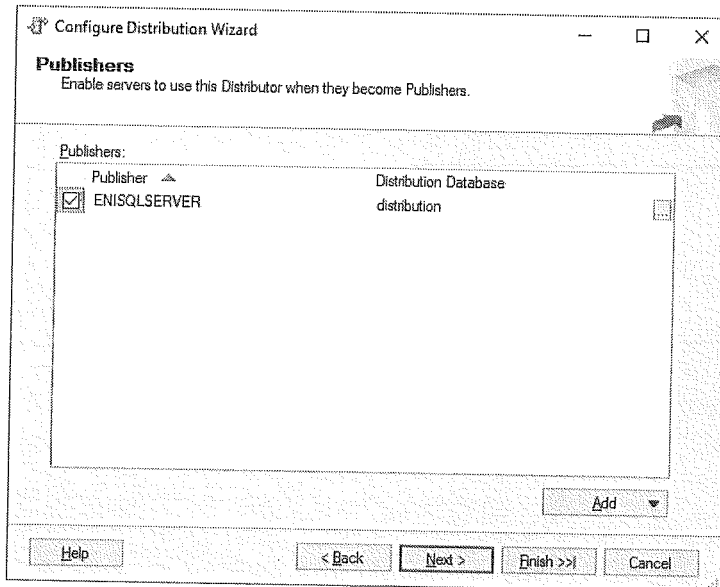 Configure Distribution Wizard
Publishers
Enable servers to use this Distributor when they become Publishers.
Publishers:
Publisher Distribution Database
ENISQLSERVER distribution ...
Add
Help < Back Next > Finish >>| Cancel